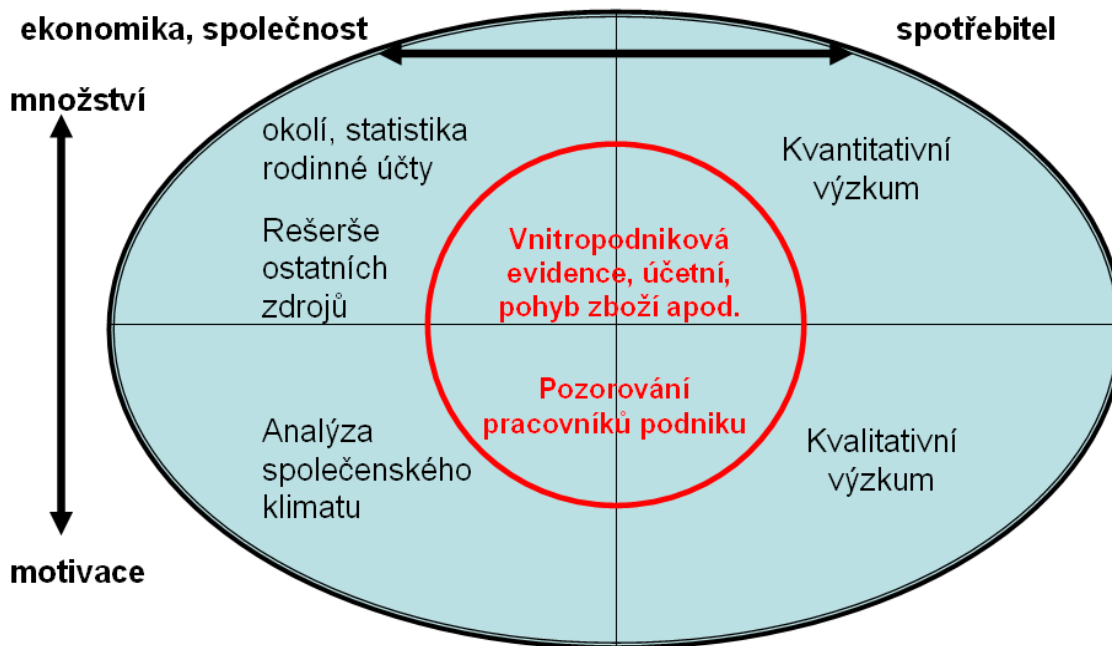 ekonomika, společnost
spotřebitel
množství
okolí, statistika
rodinné účty
Rešerše
ostatních
zdrojů
Kvantitativní
výzkum
Vnitropodniková
evidence, účetní,
pohyb zboží apod.
Pozorování
pracovníků podniku
Analýza
společenského
klimatu
Kvalitativní
výzkum
motivace